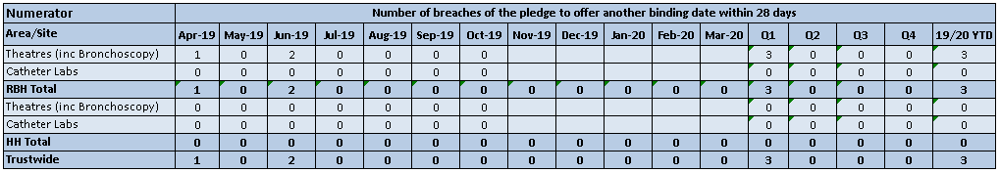 Numerator Number of breaches of the pledge to offer another binding date within 28 days
Area/Site Apr-19 May-19 Jun-19 Jul-19 Aug-19 Sep-19 Oct-19 Nov-19 Dec-19 Jan-20 Feb-20 Mar-20 Q1 Q2 Q3 Q4 19/20 YTD
Theatres (inc Bronchoscopy) 1 0 2 0 0 0 0 3 0 0 0 3
Catheter Labs 0 0 0 0 0 0 0 0 0 0 0 0
RBH Total 1 0 2 0 0 0 0 0 0 0 0 0 3 0 0 0 3
Theatres (inc Bronchoscopy) 0 0 0 0 0 0 0 0 0 0 0 0
Catheter Labs 0 0 0 0 0 0 0 0 0 0 0 0
HH Total 0 0 0 0 0 0 0 0 0 0 0 0 0 0 0 0 0
Trustwide 1 0 2 0 0 0 0 0 0 0 0 0 3 0 0 0 3